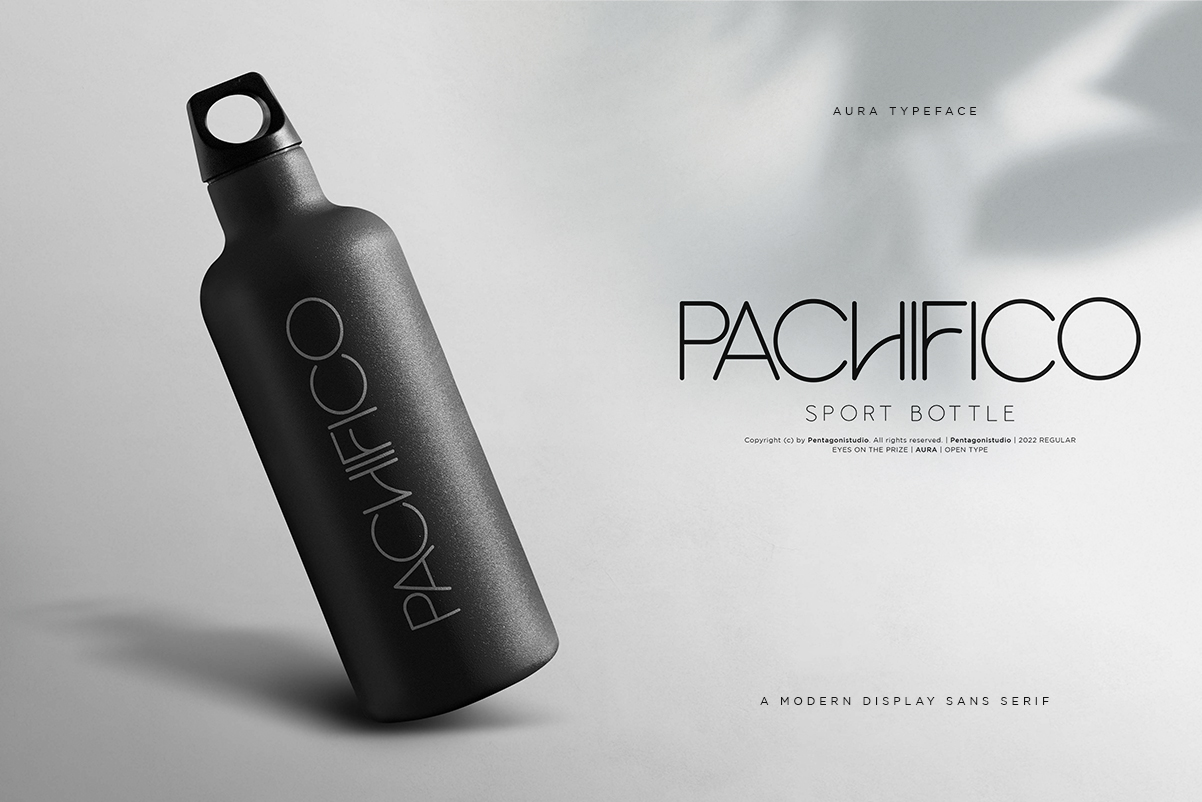 AURA TYPEFACE
PACHIFICO
SPORT BOTTLE
Copyright (c) by Pentagonistudio. All rights reserved. | Pentagonistudio | 2022 REGULAR
EYES ON THE PRIZE | AURA | OPEN TYPE
PACHIFICO
A MODERN DISPLAY SANS SERIF